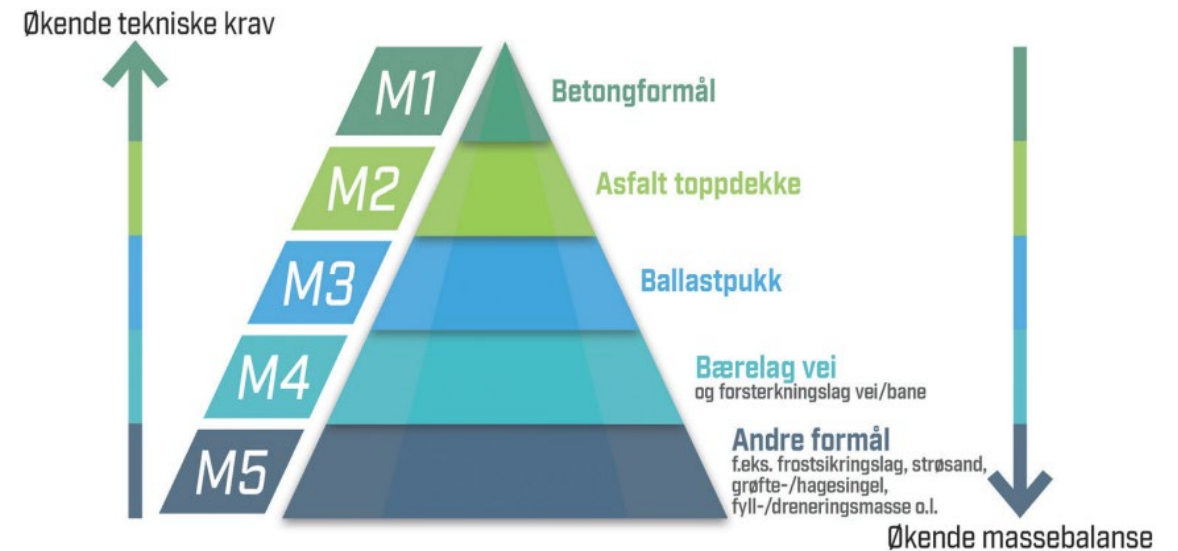 Økende tekniske krav
M1
Betongformål
M2
Asfalt toppdekke
M3
Ballastpukk
M4
Bærelag vei
og forsterkningslag vei/bane
M5
Andre formål
f.eks. frostsikringslag, strøsand,
grøfte-/hagesingel,
fyll-/dreneringsmasse o.l.
Økende massebalanse